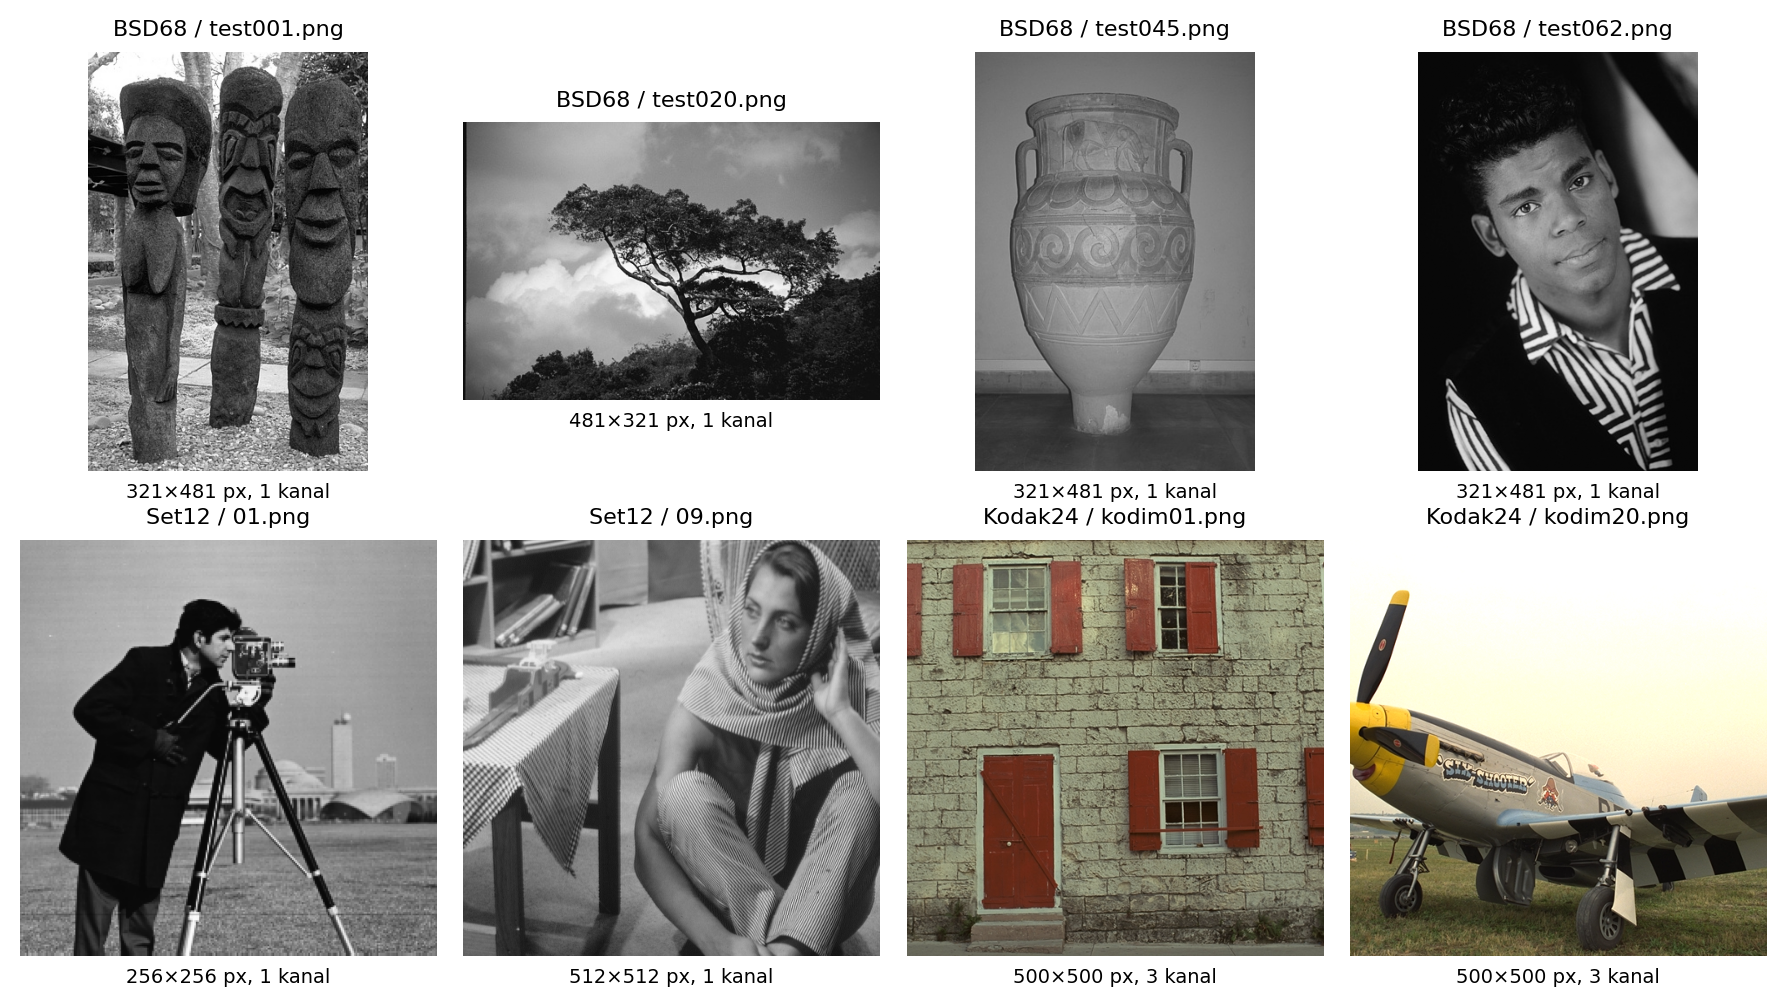 BSD68 / test001.png
BSD68 / test020.png
BSD68 / test045.png
BSD68 / test062.png
321×481 px, 1 kanal
481×321 px, 1 kanal
321×481 px, 1 kanal
321×481 px, 1 kanal
Set12 / 01.png
Set12 / 09.png
Kodak24 / kodim01.png
Kodak24 / kodim20.png
"SLY-SHOOTER"
256×256 px, 1 kanal
512×512 px, 1 kanal
500×500 px, 3 kanal
500×500 px, 3 kanal